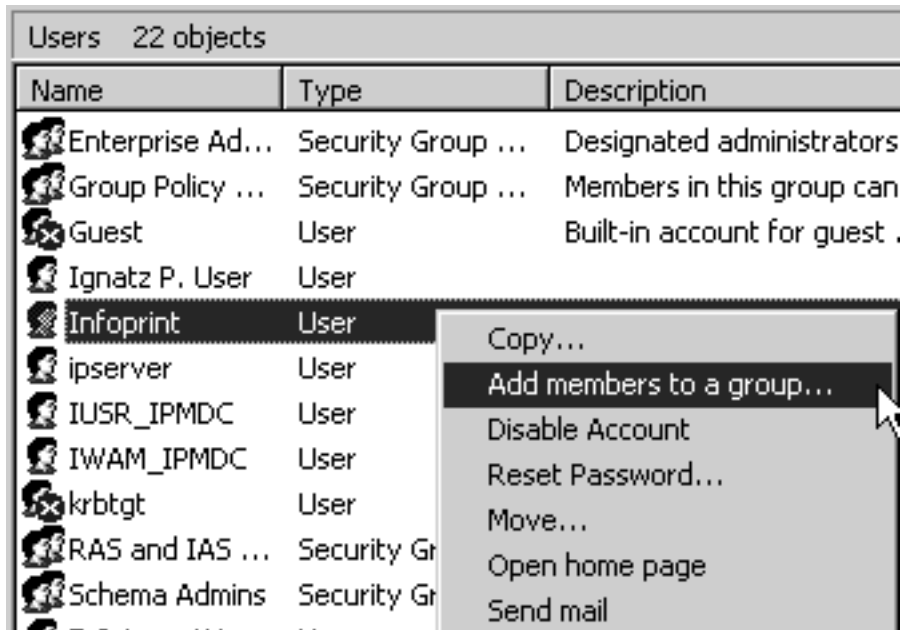 Users 22 objects
Name Type Description
Enterprise Ad... Security Group ... Designated administrators
Group Policy ... Security Group ... Members in this group can
Guest User Built-in account for guest .
Ignatz P. User User
Infoprint User
Copy...
ipserver User
Add members to a group...
IUSR_IPMDC User
Disable Account
IWAM_IPMDC User
Reset Password...
krbtgt User
Move...
RAS and IAS ... Security Gr
Open home page
Schema Admins Security Gr
Send mail